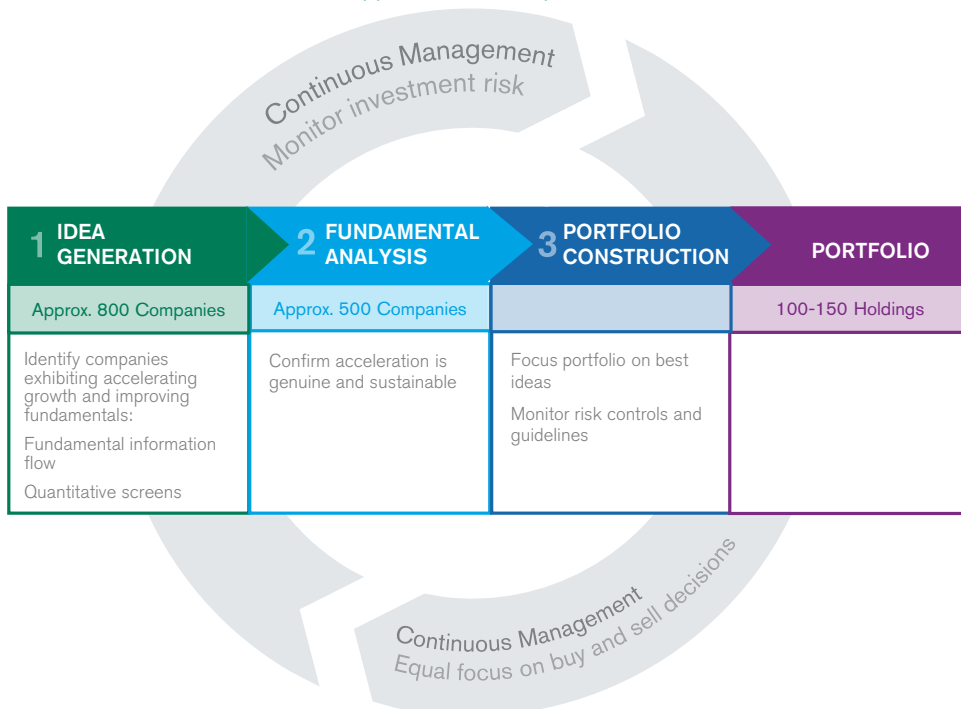 Continuous Management
Monitor investment risk
1 IDEA
GENERATION
Approx. 800 Companies
Identify companies
exhibiting accelerating
growth and improving
fundamentals:
Fundamental information
flow
Quantitative screens
2 FUNDAMENTAL
ANALYSIS
Approx. 500 Companies
Confirm acceleration is
genuine and sustainable
3 PORTFOLIO
CONSTRUCTION
Focus portfolio on best
ideas
Monitor risk controls and
guidelines
PORTFOLIO
100-150 Holdings
Continuous Management
Equal focus on buy and sell decisions